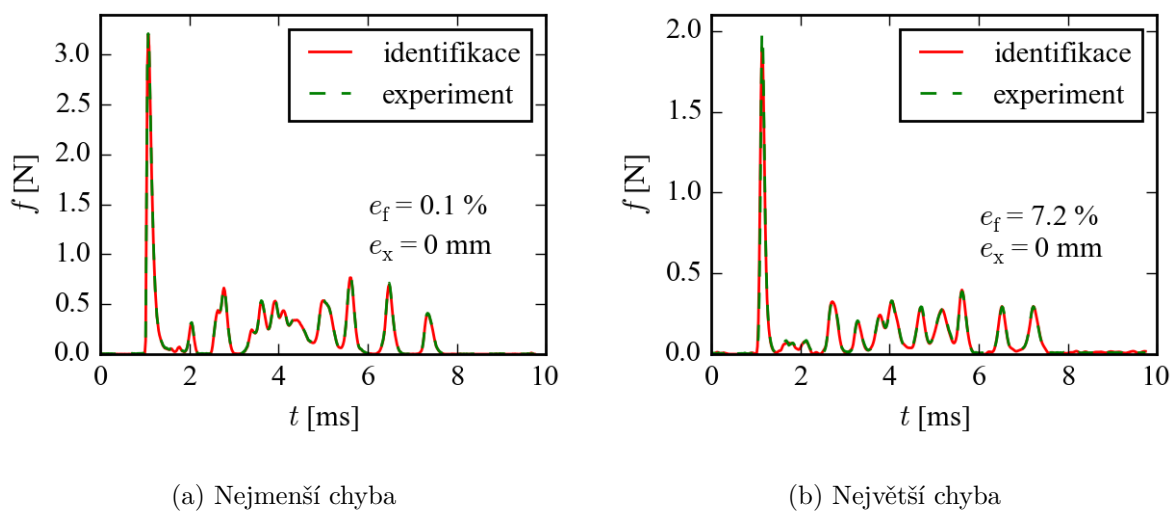 f [N]
3.0
2.5
2.0
1.5
1.0
0.5
0.0
0 2 4 6 8 10
t [ms]
identifikace
experiment
e_f = 0.1 %
e_x = 0 mm
(a) Nejmenší chyba
f [N]
2.0
1.5
1.0
0.5
0.0
0 2 4 6 8 10
t [ms]
identifikace
experiment
e_f = 7.2 %
e_x = 0 mm
(b) Největší chyba